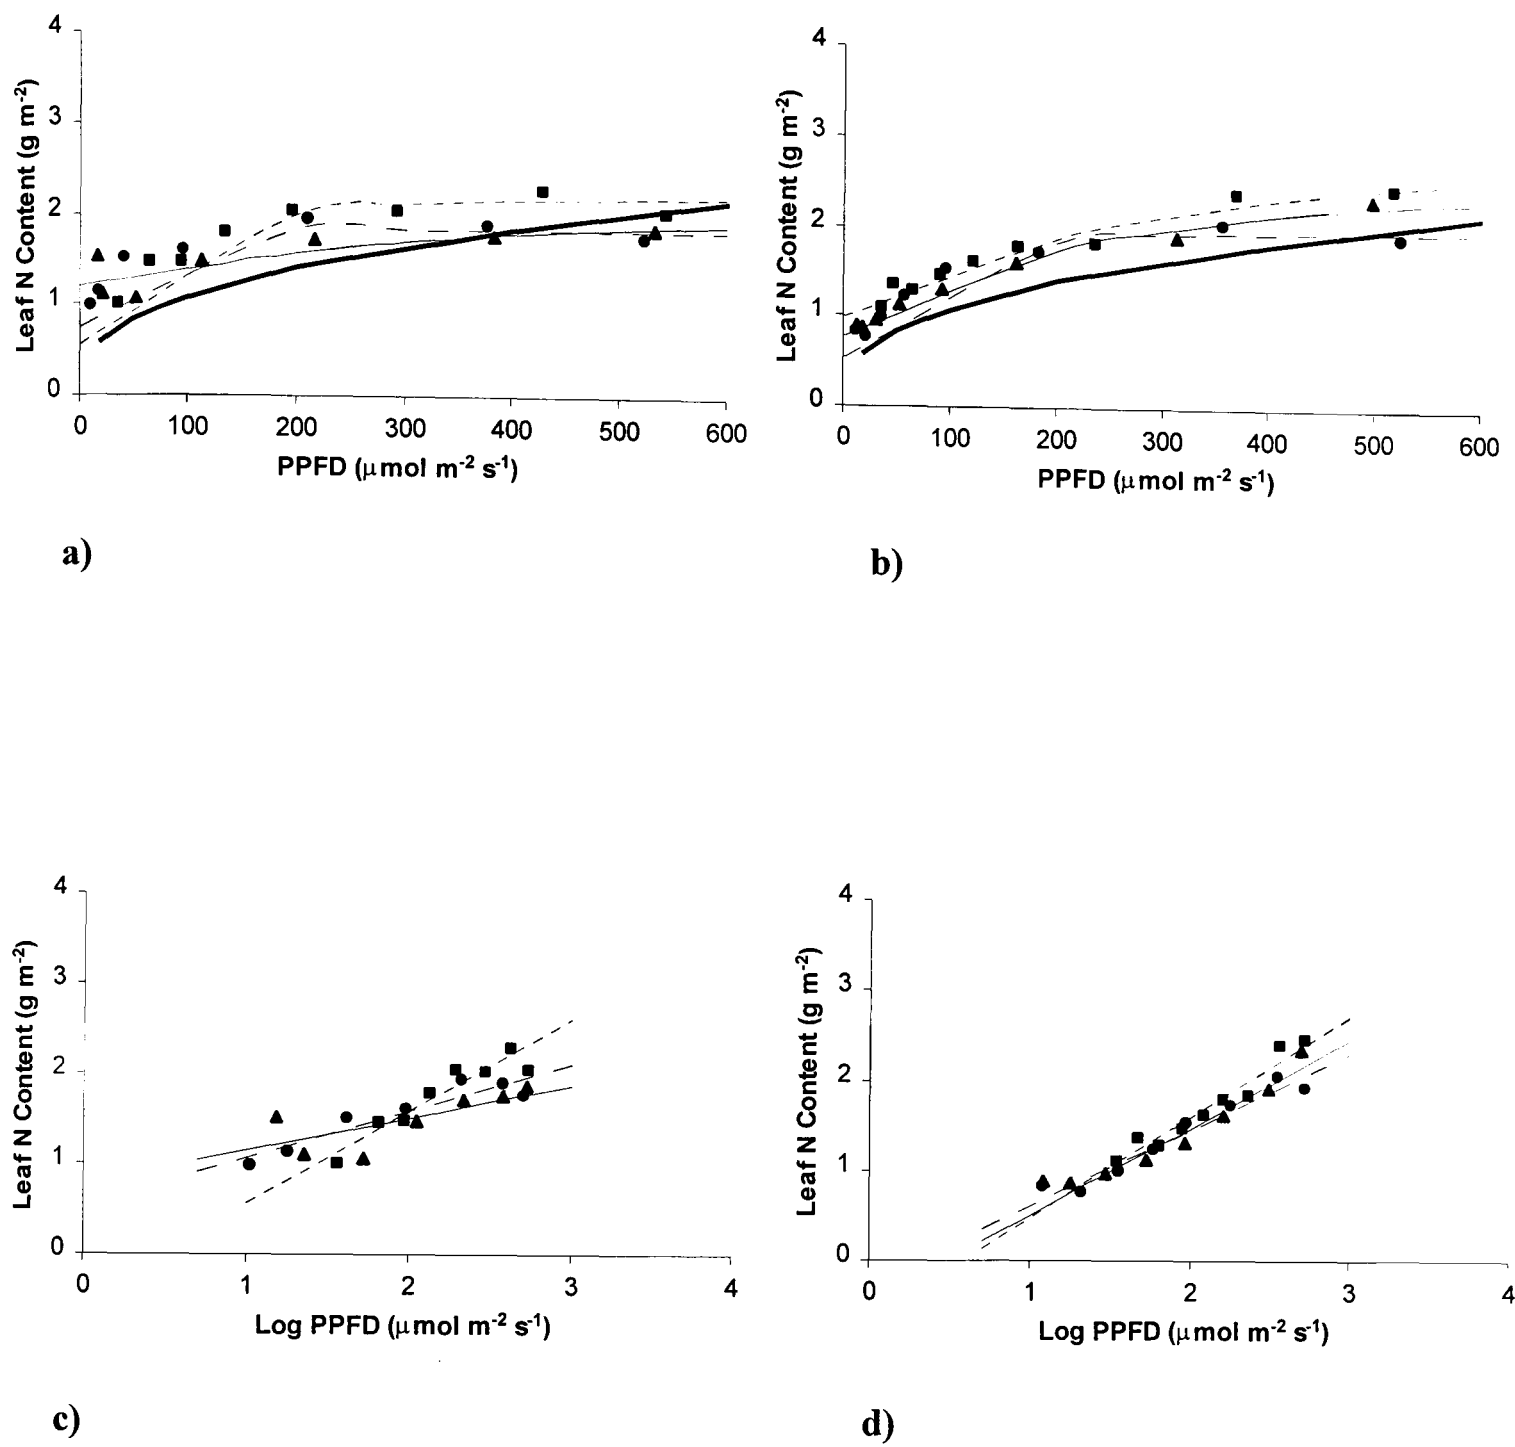 4
3
2
1
0
Leaf N Content (g m-2)
0 100 200 300 400 500 600
PPFD (μmol m-2 s-1)
a)
4
3
2
1
0
Leaf N Content (g m-2)
0 100 200 300 400 500 600
PPFD (μmol m-2 s-1)
b)
4
3
2
1
0
Leaf N Content (g m-2)
0 1 2 3 4
Log PPFD (μmol m-2 s-1)
c)
4
3
2
1
0
Leaf N Content (g m-2)
0 1 2 3 4
Log PPFD (μmol m-2 s-1)
d)